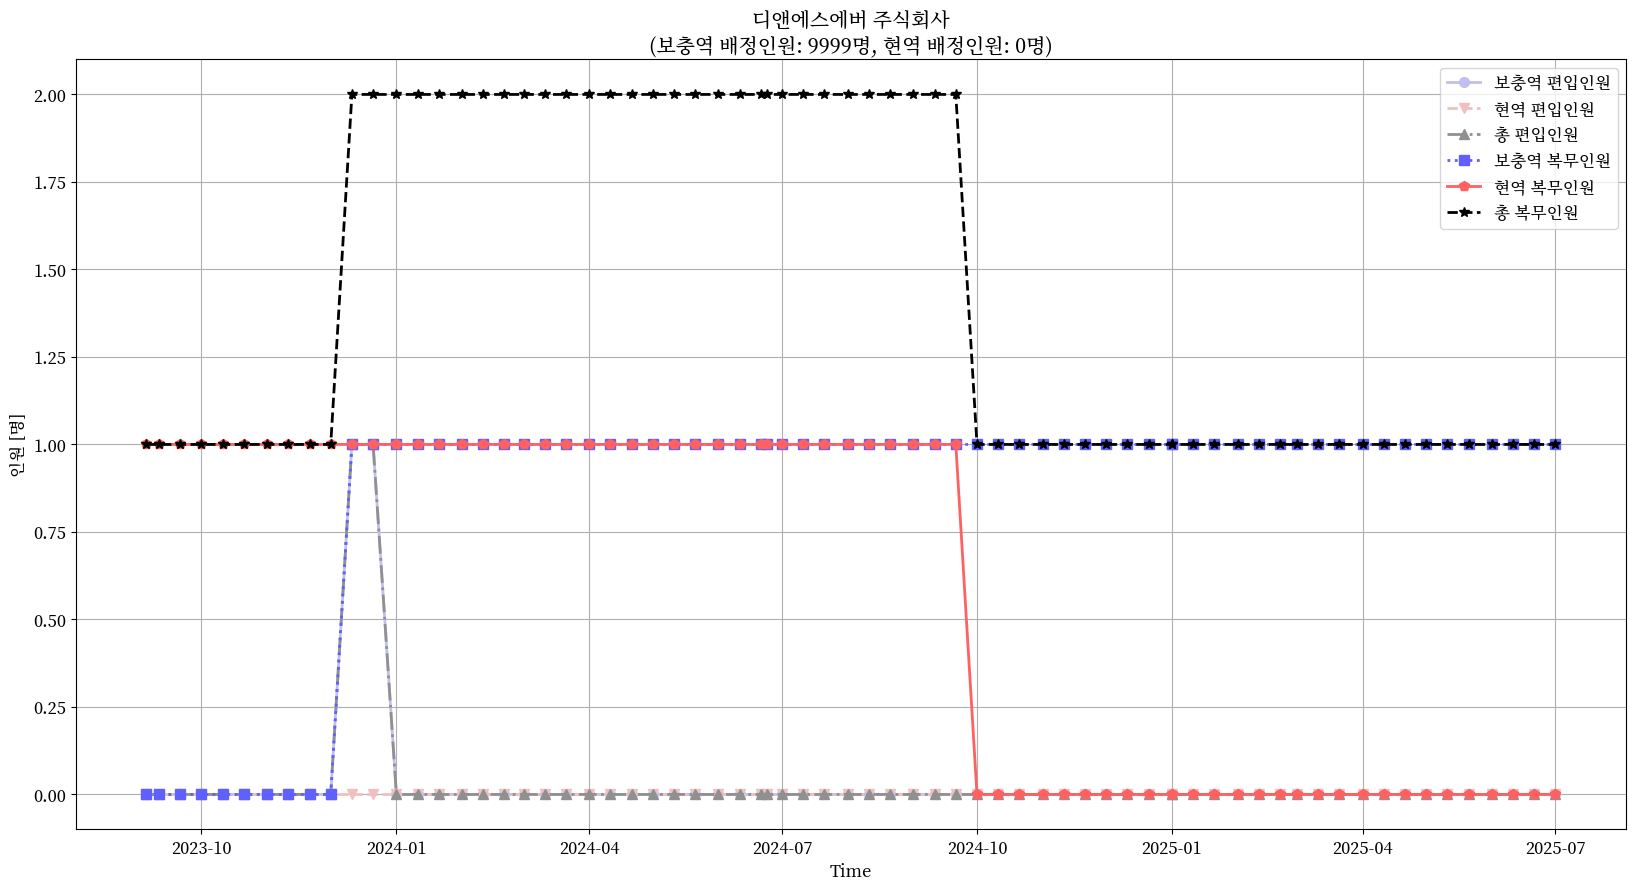 디앤에스에버 주식회사
(보충역 배정인원: 9999명, 현역 배정인원: 0명)
보충역 편입인원
현역 편입인원
총 편입인원
보충역 복무인원
현역 복무인원
총 복무인원
인원 [명]
2.00
1.75
1.50
1.25
1.00
0.75
0.50
0.25
0.00
2023-10
2024-01
2024-04
2024-07
2024-10
2025-01
2025-04
2025-07
Time